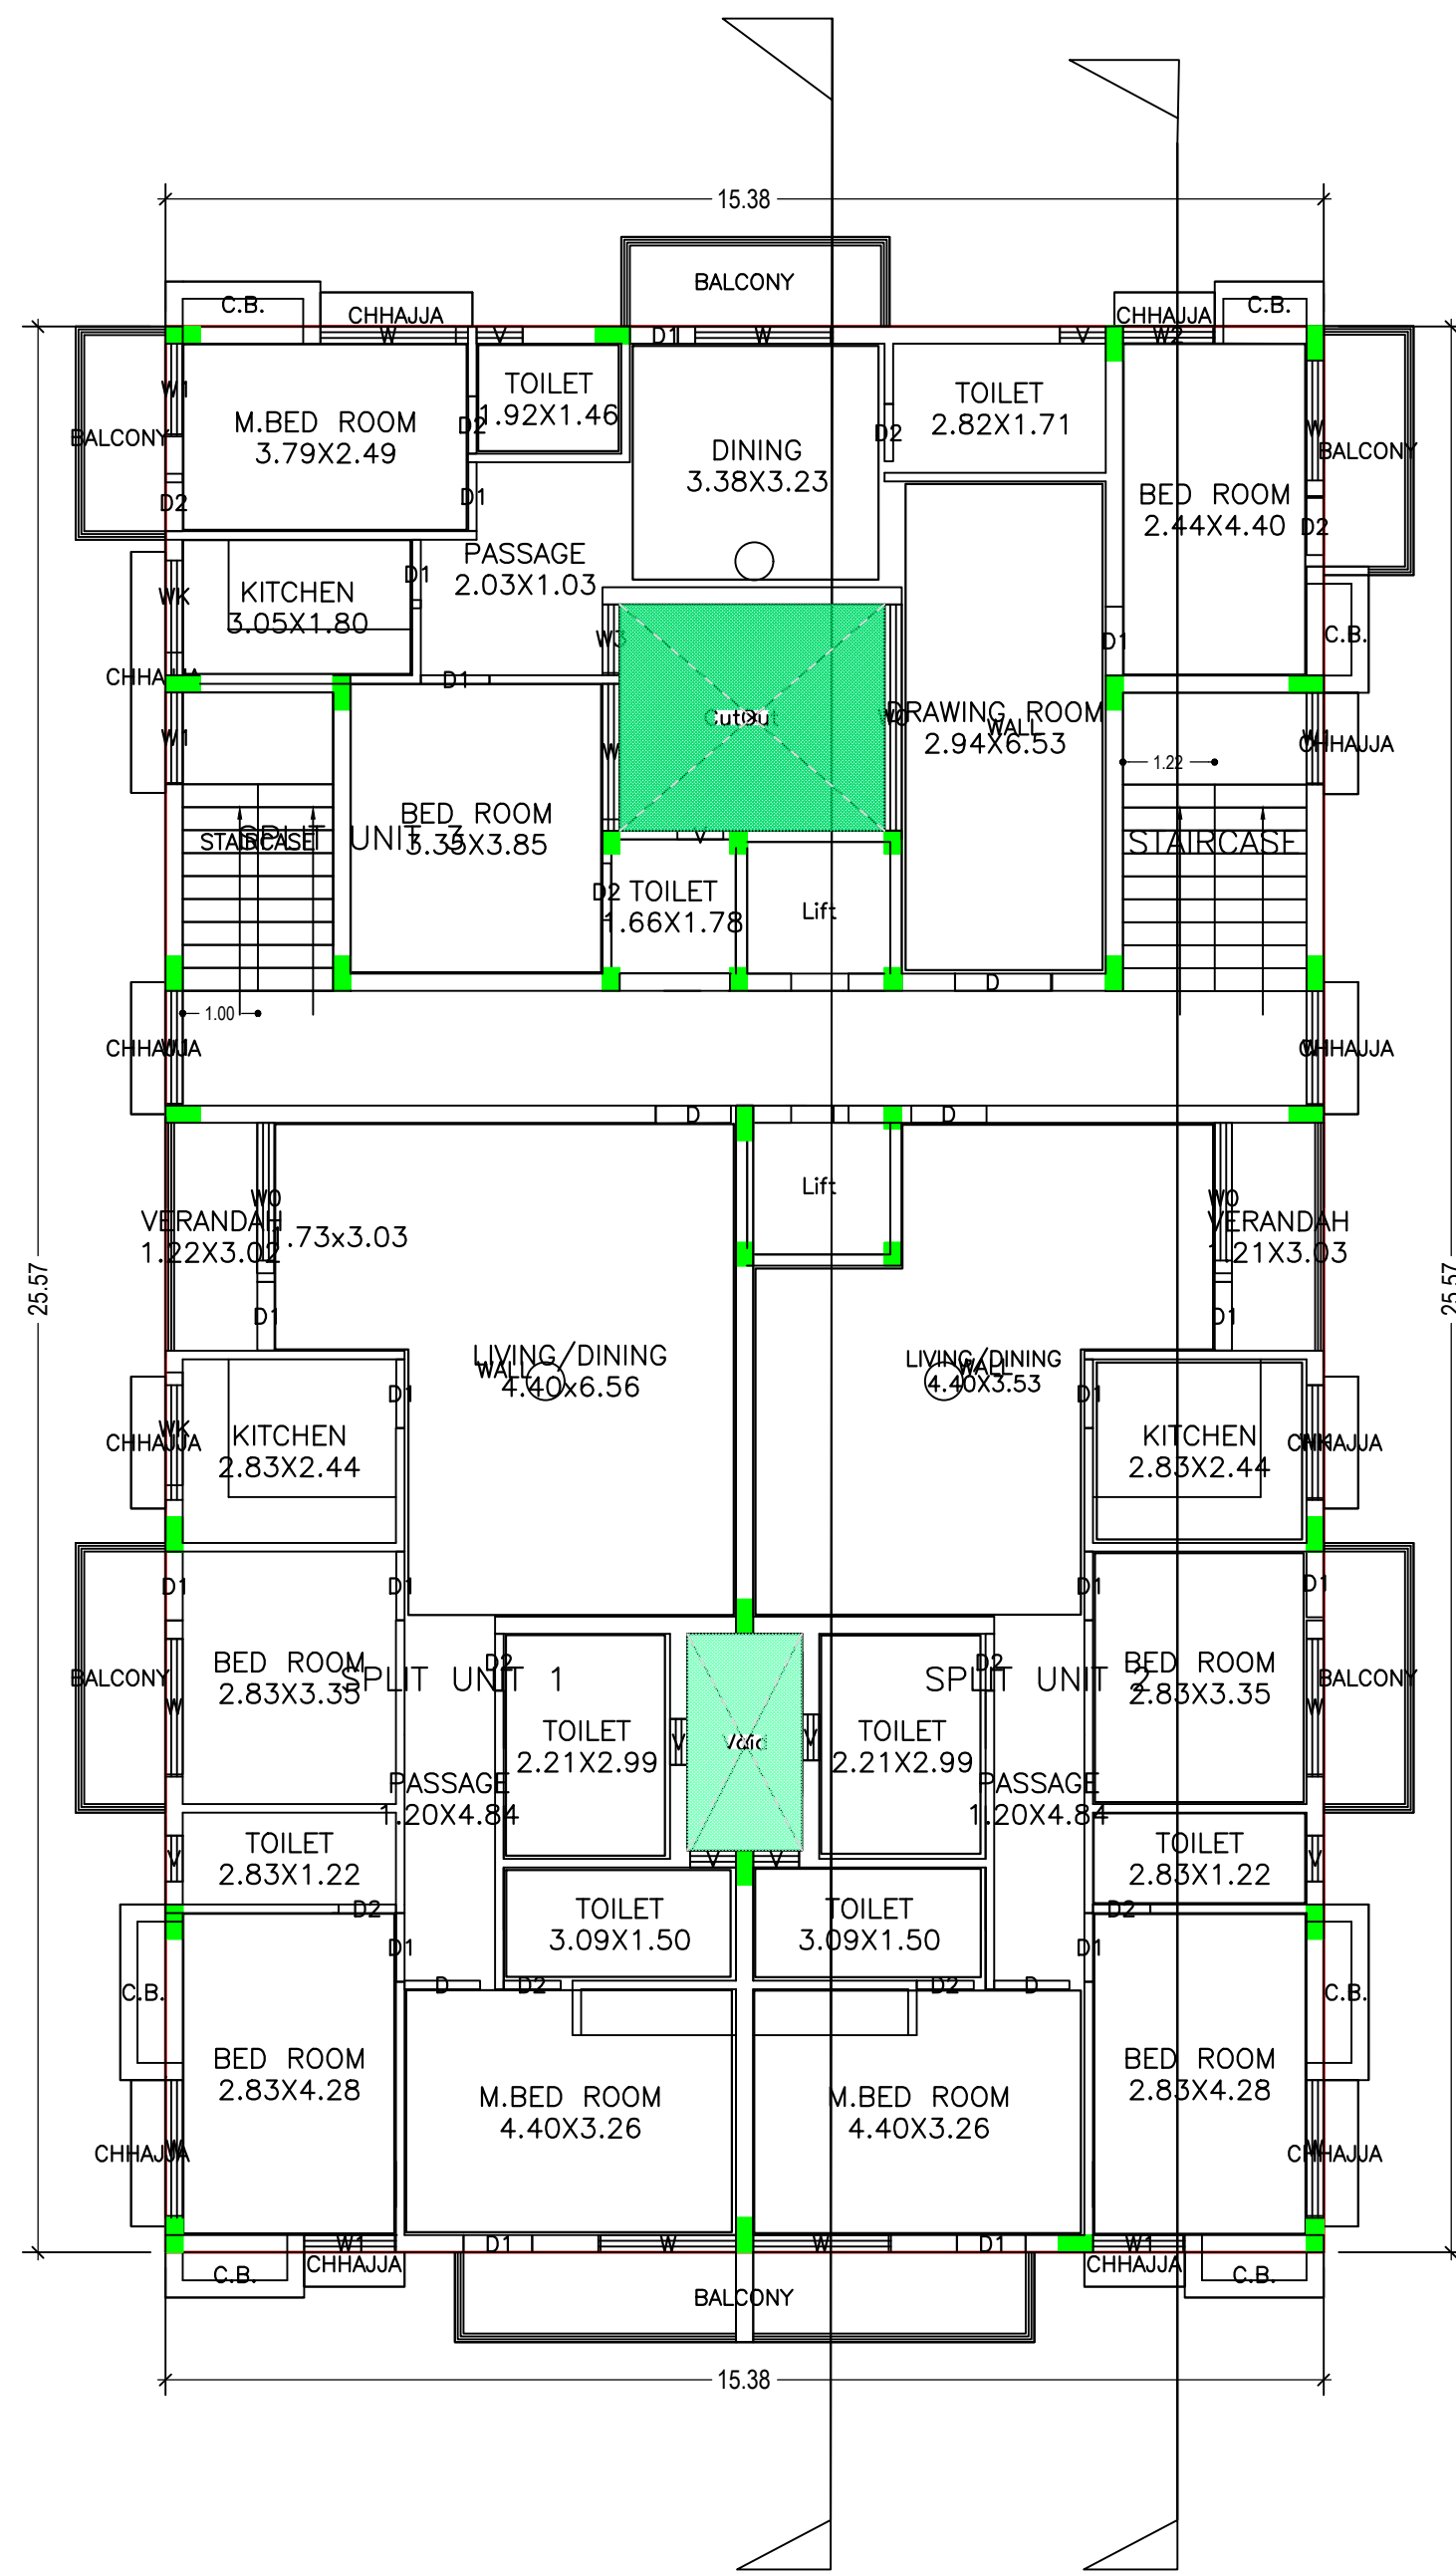 15.38
BALCONY
C.B.
CHHAJJA
CHHAJJA
C.B.
W
V
D1
W
V
W2
W1
BALCONY
M.BED ROOM
3.79X2.49
D2
TOILET
1.92X1.46
DINING
3.38X3.23
D2
TOILET
2.82X1.71
W
BALCONY
D2
D1
BED ROOM
2.44X4.40
D2
PASSAGE
2.03X1.03
WK
KITCHEN
3.05X1.80
D1
W3
D1
C.B.
CHHAJJA
D1
W1
CutOut
DRAWING ROOM
2.94X6.53
WALL
CHHAJJA
W
1.22
BED ROOM
3.35X3.85
STAIRCASE
SPLIT UNIT 3
V
STAIRCASE
D2
TOILET
1.66X1.78
Lift
D
1.00
CHHAJJA
CHHAJJA
D
D
Lift
W0
VERANDAH
1.22X3.02
.73x3.03
W0
VERANDAH
1.21X3.03
25.57
25.57
D1
D1
LIVING/DINING
WALL
4.40x6.56
LIVING/DINING
WALL
4.40X3.53
D1
D1
WK
CHHAJJA
KITCHEN
2.83X2.44
KITCHEN
2.83X2.44
CHHAJJA
D1
D1
D1
D1
BALCONY
BED ROOM
2.83X3.35
SPLIT UNIT 1
D2
D2
SPLIT UNIT 2
BED ROOM
2.83X3.35
BALCONY
W
W
TOILET
2.21X2.99
V
Void
V
TOILET
2.21X2.99
PASSAGE
1.20X4.84
PASSAGE
1.20X4.84
TOILET
2.83X1.22
V
V
V
TOILET
2.83X1.22
V
D2
TOILET
3.09X1.50
TOILET
3.09X1.50
D2
D1
D1
D
D2
D2
D
C.B.
C.B.
BED ROOM
2.83X4.28
M.BED ROOM
4.40X3.26
M.BED ROOM
4.40X3.26
BED ROOM
2.83X4.28
CHHAJJA
W
CHHAJJA
W
W1
D1
W
W
D1
W1
C.B.
CHHAJJA
BALCONY
CHHAJJA
C.B.
15.38